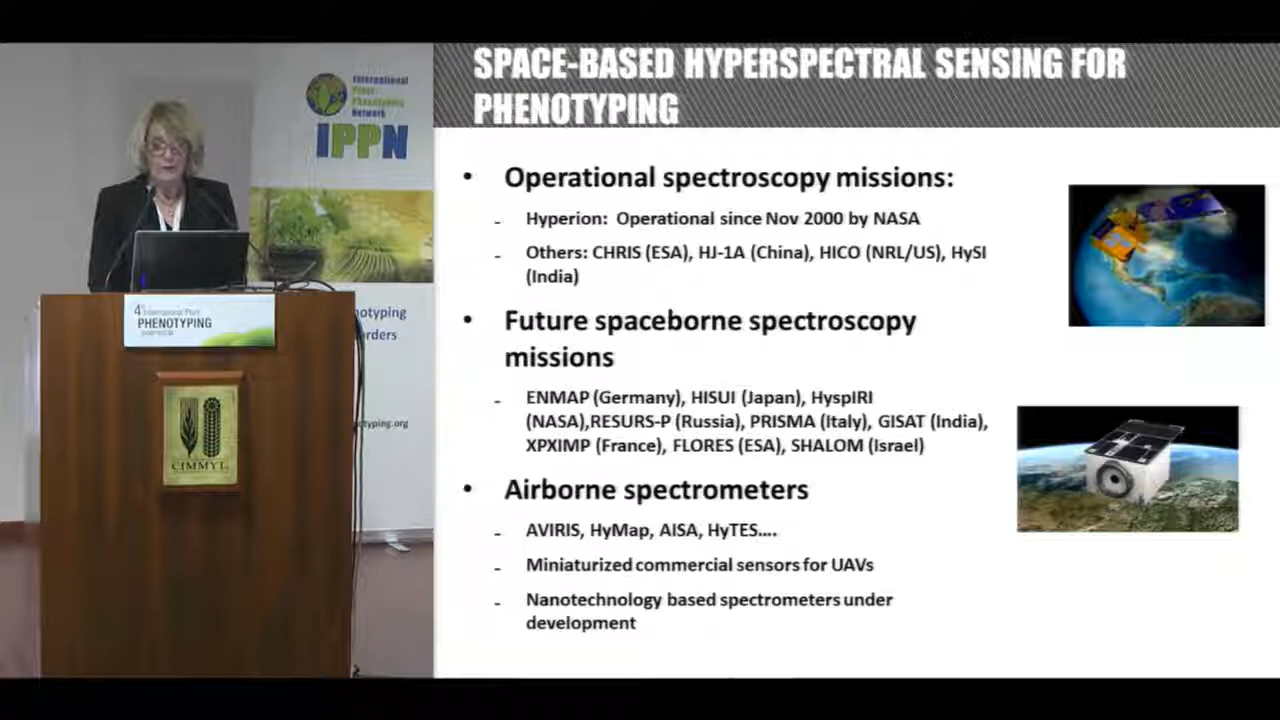 SPACE-BASED HYPERSPECTRAL SENSING FOR
PHENOTYPING
International
Plant
Phenotyping
Network
IPPN
4th International Plant
PHENOTYPING
SYMPOSIUM
CIMMYT
notyping
orders
typing.org
• Operational spectroscopy missions:
- Hyperion: Operational since Nov 2000 by NASA
- Others: CHRIS (ESA), HJ-1A (China), HICO (NRL/US), HySI
(India)
• Future spaceborne spectroscopy
missions
- ENMAP (Germany), HISUI (Japan), HyspIRI
(NASA),RESURS-P (Russia), PRISMA (Italy), GISAT (India),
XPXIMP (France), FLORES (ESA), SHALOM (Israel)
• Airborne spectrometers
- AVIRIS, HyMap, AISA, HyTES....
- Miniaturized commercial sensors for UAVs
- Nanotechnology based spectrometers under
development